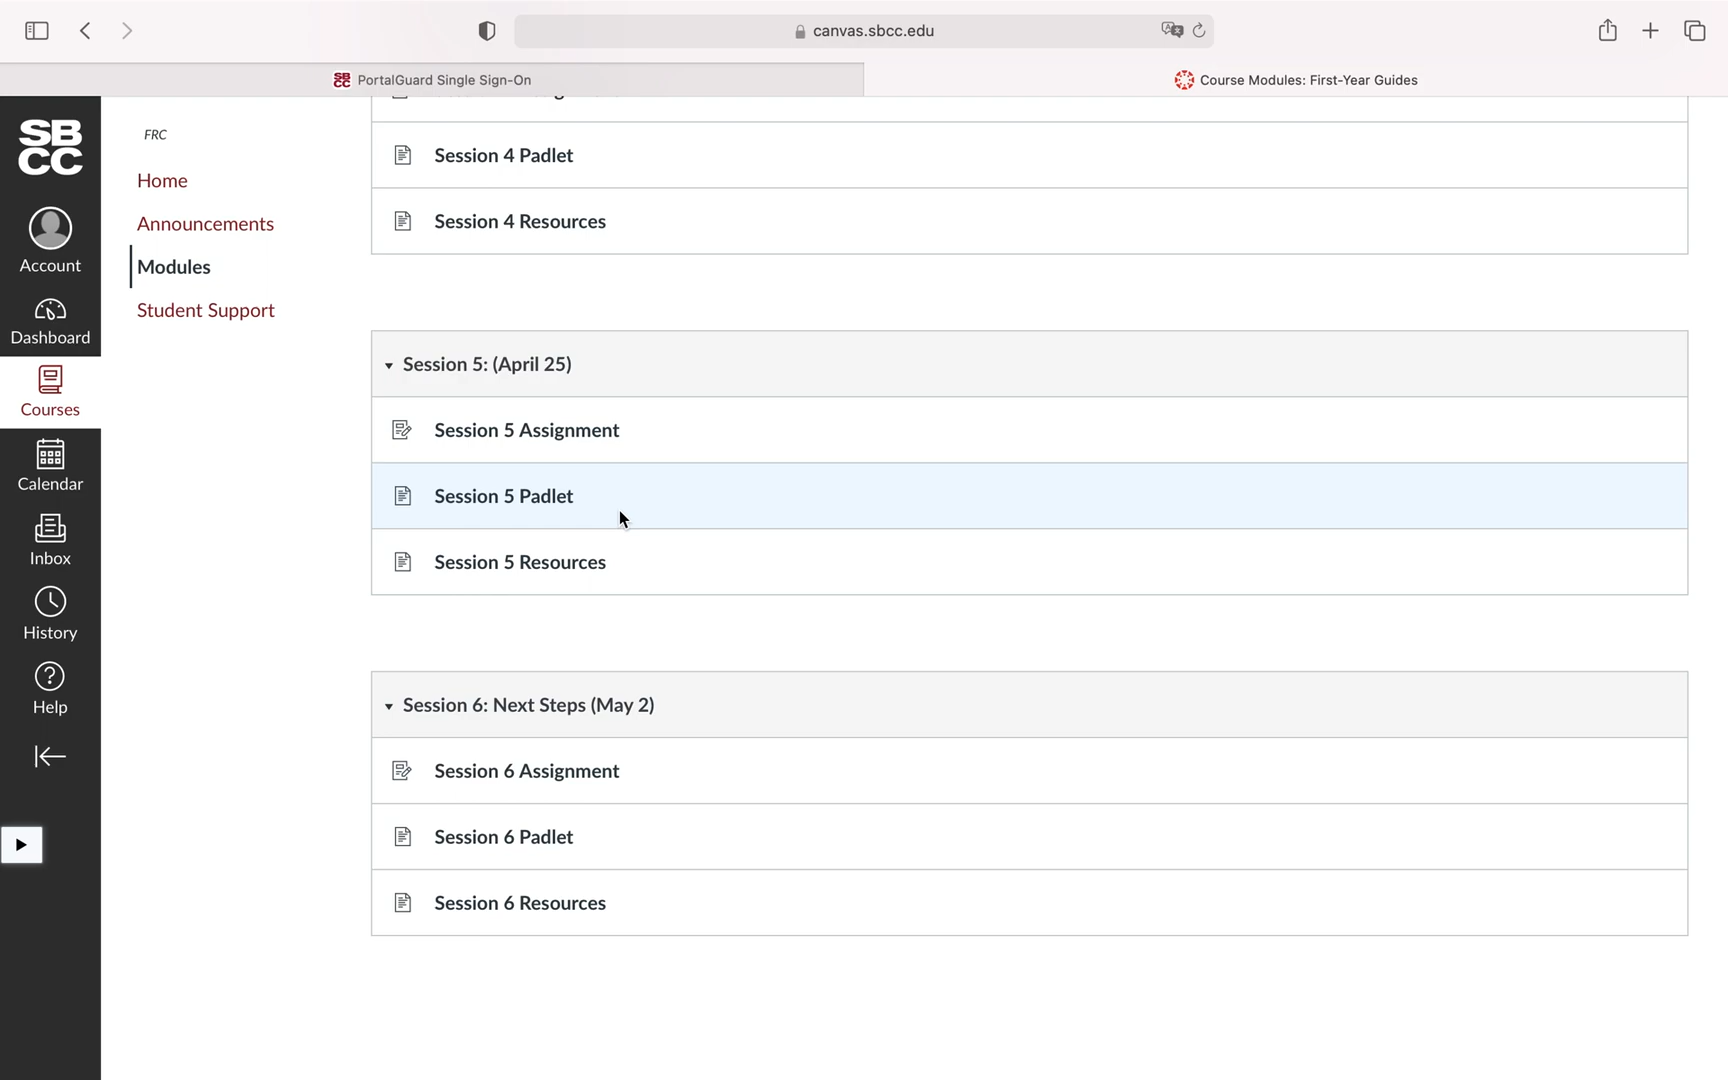 canvas.sbcc.edu
SBCC PortalGuard Single Sign-On
Course Modules: First-Year Guides
SB
CC
FRC
Home
Announcements
Modules
Student Support
Account
Dashboard
Courses
Calendar
Inbox
History
Help
Session 4 Padlet
Session 4 Resources
Session 5: (April 25)
Session 5 Assignment
Session 5 Padlet
Session 5 Resources
Session 6: Next Steps (May 2)
Session 6 Assignment
Session 6 Padlet
Session 6 Resources